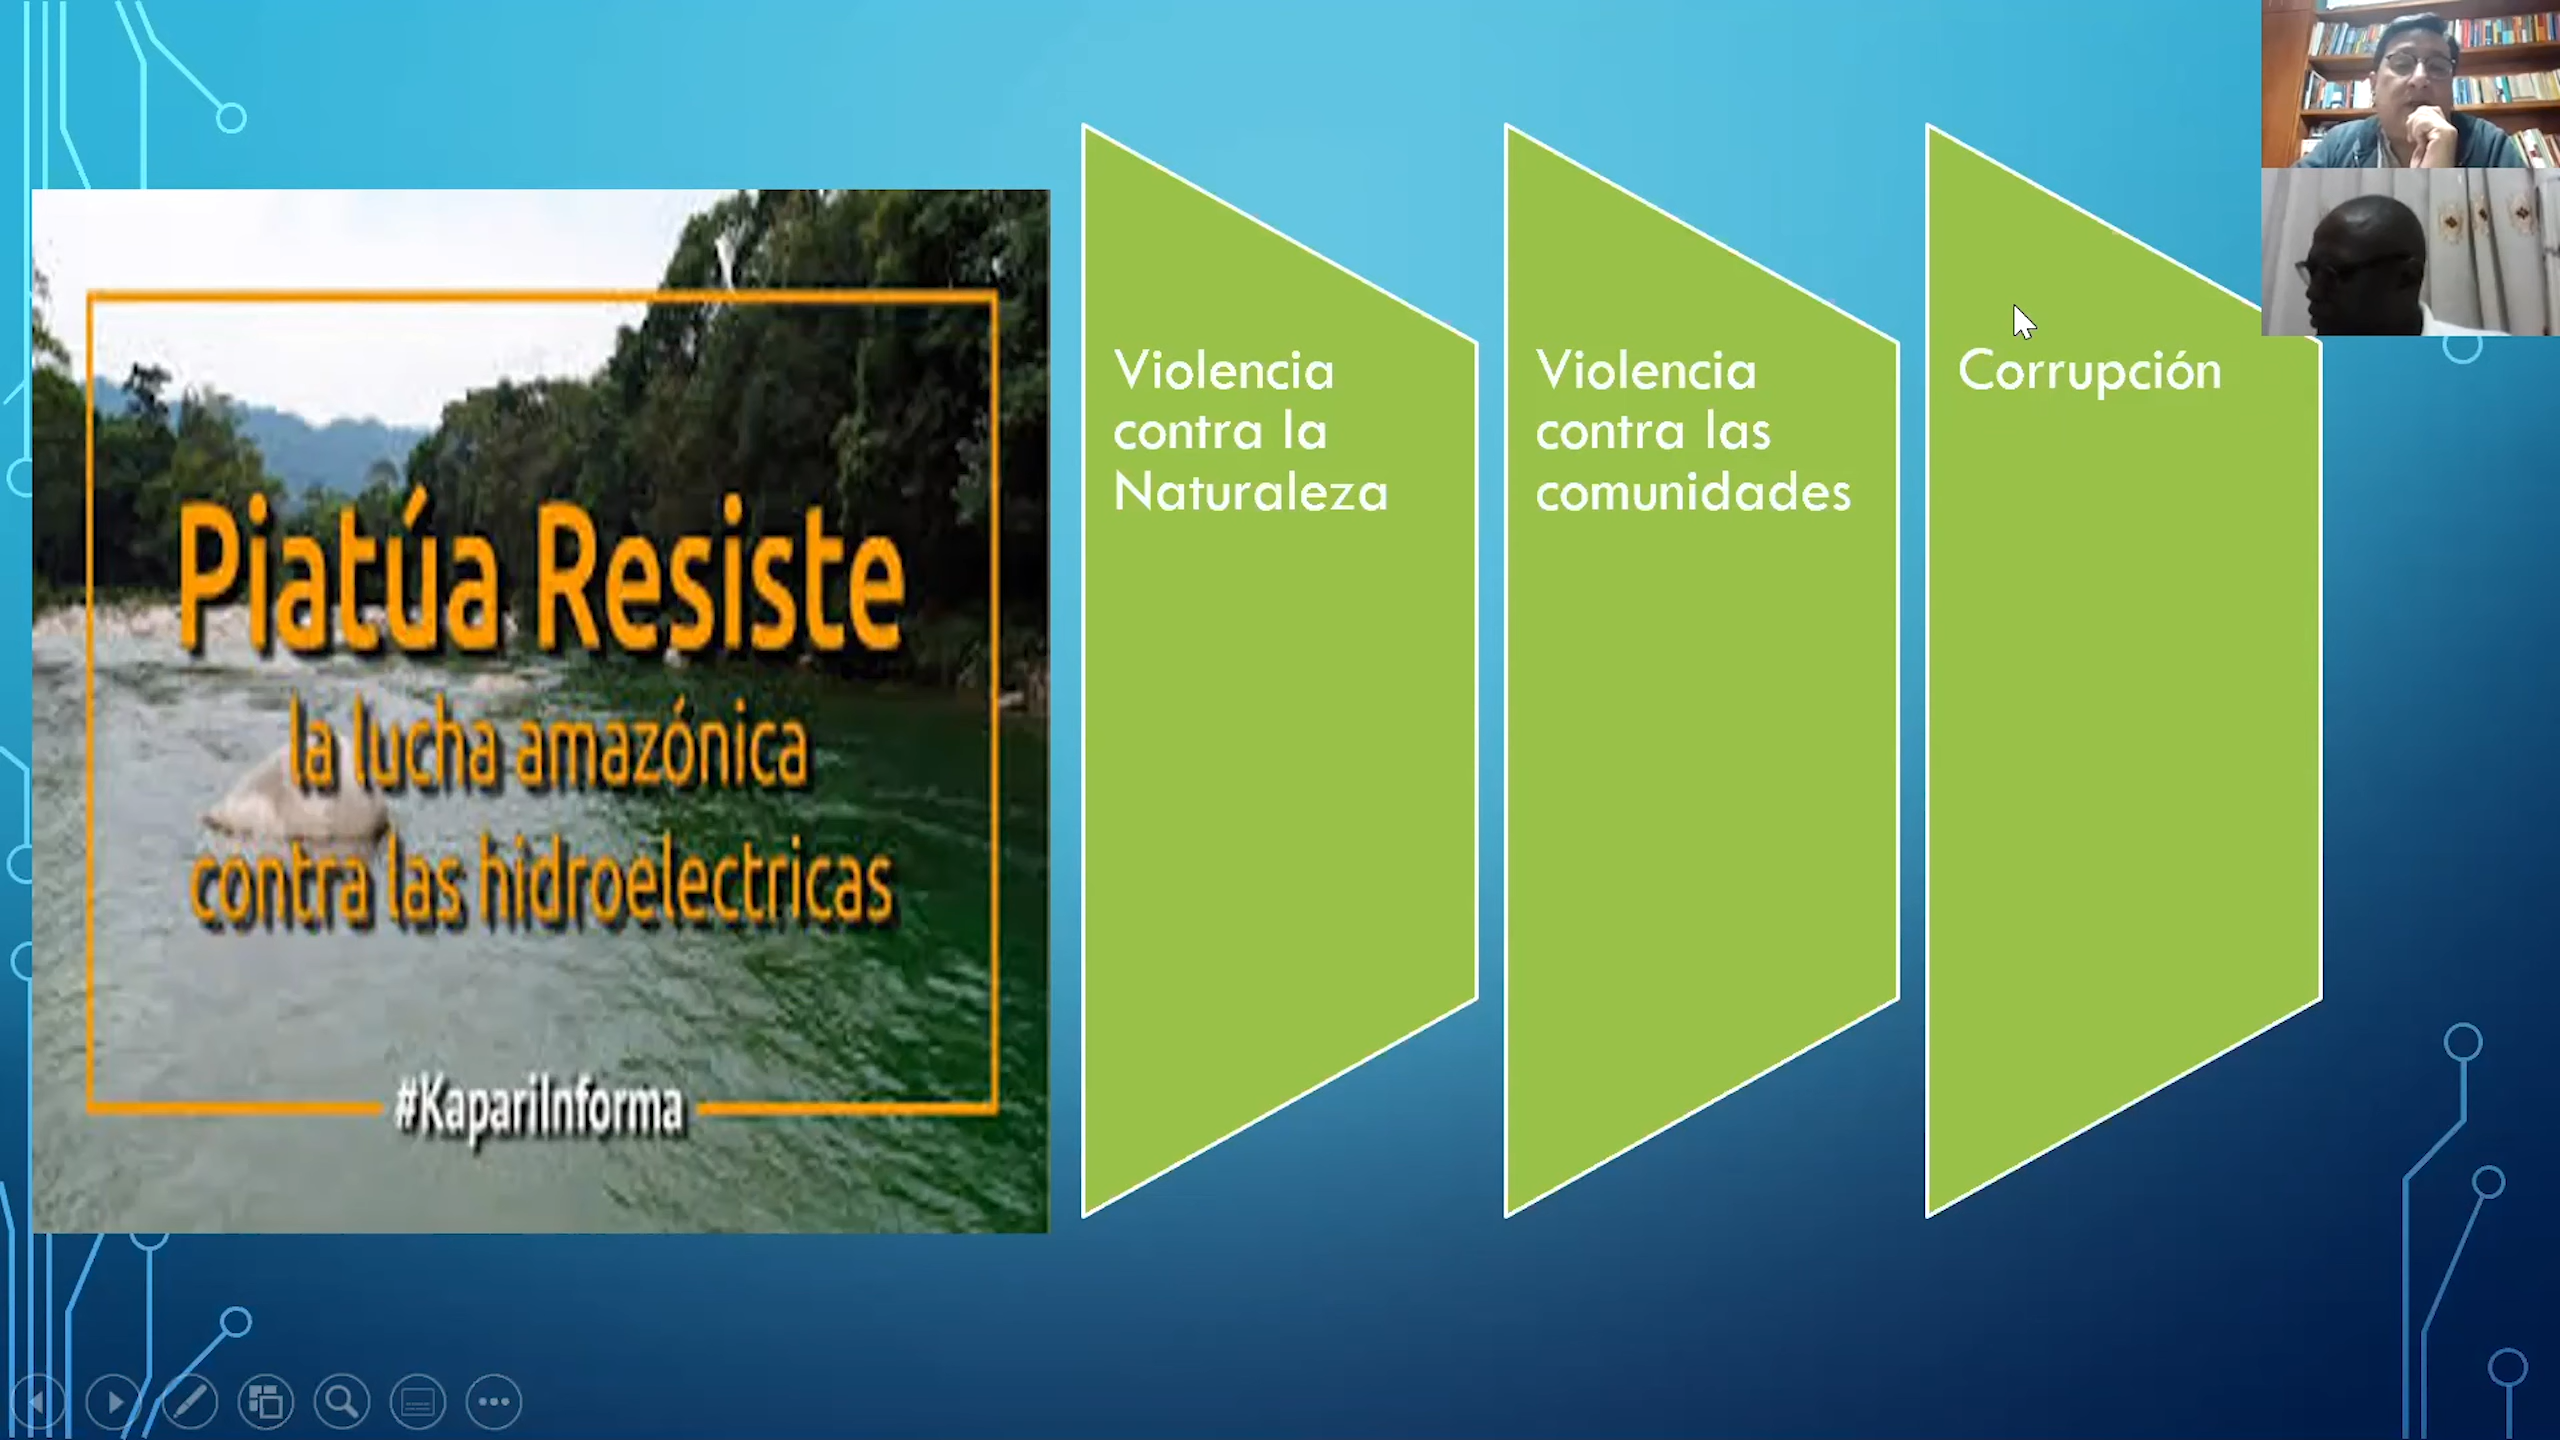 Piatúa Resiste
la lucha amazónica
contra las hidroelectricas
#KapariInforma
Violencia
contra la
Naturaleza
Violencia
contra las
comunidades
Corrupción